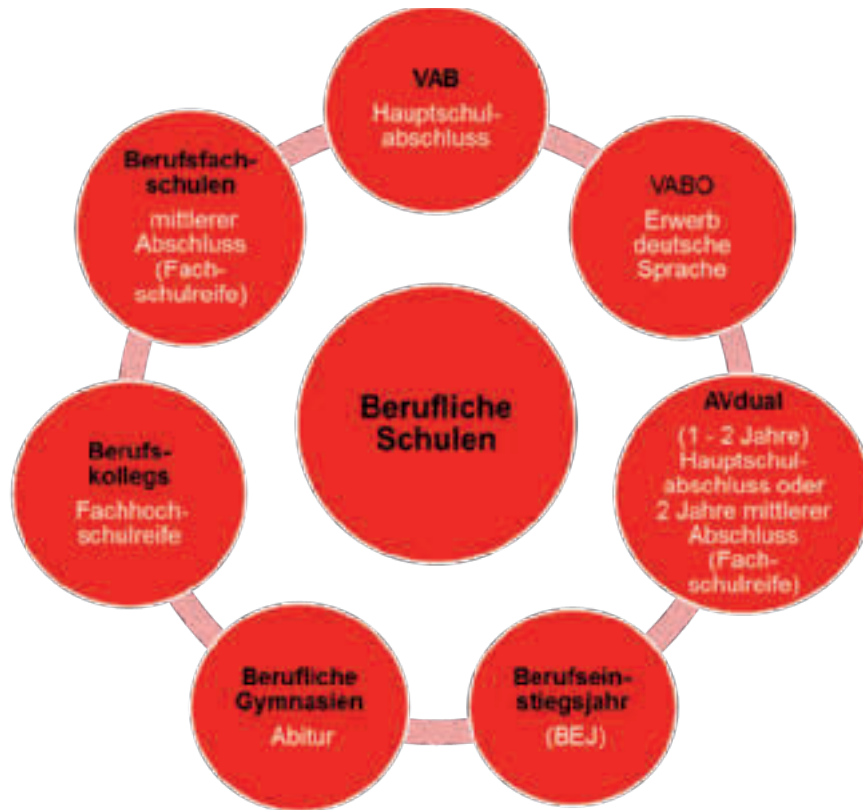 VAB
Hauptschul-
abschluss
VABO
Erwerb
deutsche
Sprache
AVdual
(1 - 2 Jahre)
Hauptschul-
abschluss oder
2 Jahre mittlerer
Abschluss
(Fach-
schulreife)
Berufsein-
stiegsjahr
(BEJ)
Berufliche
Gymnasien
Abitur
Berufs-
kollegs
Fachhoch-
schulreife
Berufsfach-
schulen
mittlerer
Abschluss
(Fach-
schulreife)
Berufliche
Schulen